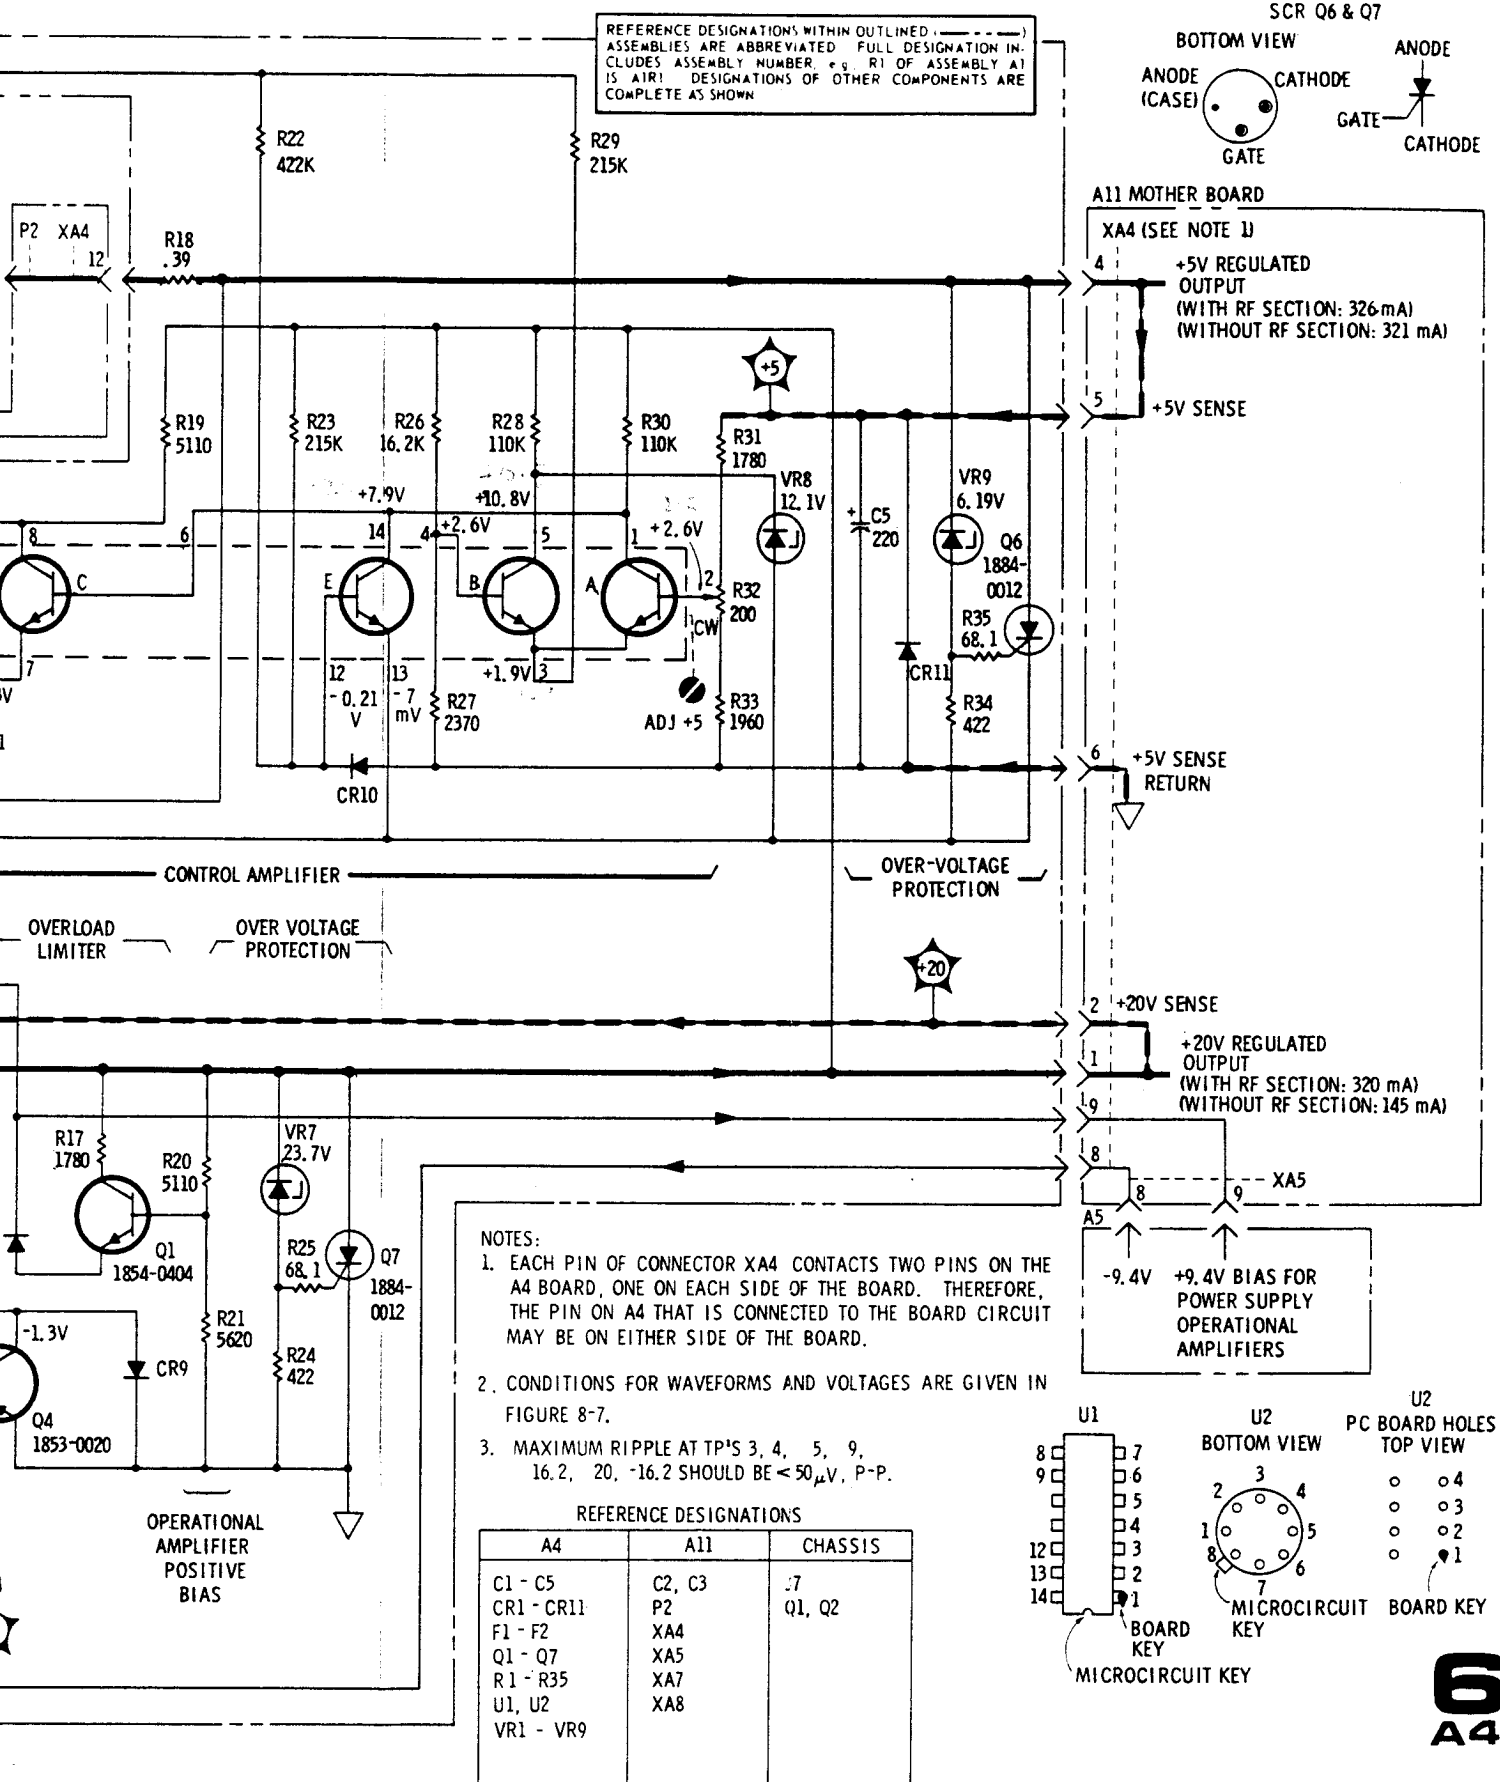 REFERENCE DESIGNATIONS WITHIN OUTLINED (— - - —)
ASSEMBLIES ARE ABBREVIATED FULL DESIGNATION IN-
CLUDES ASSEMBLY NUMBER, e g, R1 OF ASSEMBLY A1
IS A1R1 DESIGNATIONS OF OTHER COMPONENTS ARE
COMPLETE AS SHOWN
SCR Q6 & Q7
BOTTOM VIEW
ANODE
(CASE)
CATHODE
GATE
ANODE
GATE
CATHODE
R22
422K
R29
215K
A11 MOTHER BOARD
XA4 (SEE NOTE 1)
P2 XA4
12
R18
.39
4
+5V REGULATED
OUTPUT
(WITH RF SECTION: 326 mA)
(WITHOUT RF SECTION: 321 mA)
+5
5
+5V SENSE
R19
5110
R23
215K
R26
16.2K
R28
110K
R30
110K
R31
1780
VR8
12.1V
C5
220
+
VR9
6.19V
Q6
1884-
0012
+7.9V
+10.8V
+2.6V
+2.6V
8
6
14
4
5
1
2
C
E
B
A
R32
200
CW
R35
68.1
CR11
7
12
13
3
-0.21
V
-7
mV
+1.9V
R27
2370
ADJ +5
R33
1960
R34
422
CR10
6
+5V SENSE
RETURN
CONTROL AMPLIFIER
OVER-VOLTAGE
PROTECTION
OVERLOAD
LIMITER
OVER VOLTAGE
PROTECTION
+20
2
+20V SENSE
1
+20V REGULATED
OUTPUT
(WITH RF SECTION: 320 mA)
(WITHOUT RF SECTION: 145 mA)
9
8
XA5
8
9
A5
-9.4V
+9.4V BIAS FOR
POWER SUPPLY
OPERATIONAL
AMPLIFIERS
R17
1780
R20
5110
VR7
23.7V
Q1
1854-0404
R25
68.1
Q7
1884-
0012
-1.3V
R21
5620
CR9
R24
422
Q4
1853-0020
OPERATIONAL
AMPLIFIER
POSITIVE
BIAS
NOTES:
1. EACH PIN OF CONNECTOR XA4 CONTACTS TWO PINS ON THE
A4 BOARD, ONE ON EACH SIDE OF THE BOARD. THEREFORE,
THE PIN ON A4 THAT IS CONNECTED TO THE BOARD CIRCUIT
MAY BE ON EITHER SIDE OF THE BOARD.
2. CONDITIONS FOR WAVEFORMS AND VOLTAGES ARE GIVEN IN
FIGURE 8-7.
3. MAXIMUM RIPPLE AT TP'S 3, 4, 5, 9,
16.2, 20, -16.2 SHOULD BE < 50μV, P-P.
REFERENCE DESIGNATIONS
A4 A11 CHASSIS
C1 - C5 C2, C3 J7
CR1 - CR11 P2 Q1, Q2
F1 - F2 XA4
Q1 - Q7 XA5
R1 - R35 XA7
U1, U2 XA8
VR1 - VR9
U1
8 7
9 6
5
4
12 3
13 2
14 1
BOARD
KEY
MICROCIRCUIT KEY
U2
BOTTOM VIEW
3
2 4
1 5
8 6
7
MICROCIRCUIT
KEY
U2
PC BOARD HOLES
TOP VIEW
4
3
2
1
BOARD KEY
6
A4